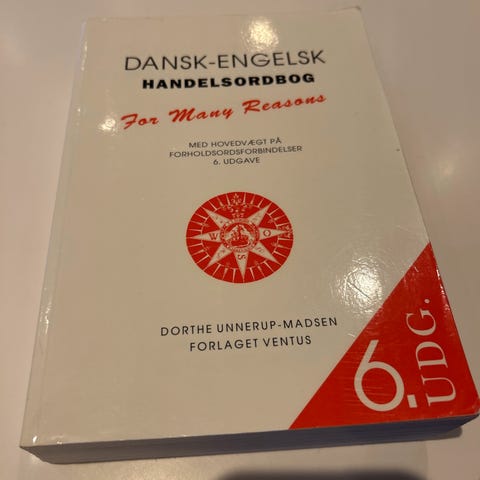 DANSK-ENGELSK
HANDELSORDBOG
For Many Reasons
MED HOVEDVÆGT PÅ
FORHOLDSORDSFORBINDELSER
6. UDGAVE
W O
S
DORTHE UNNERUP-MADSEN
FORLAGET VENTUS
6.
UDG.